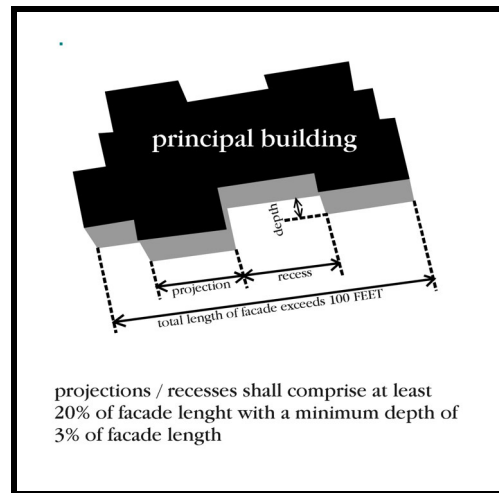 principal building
depth
projection
recess
total length of facade exceeds 100 FEET
projections / recesses shall comprise at least
20% of facade lenght with a minimum depth of
3% of facade length